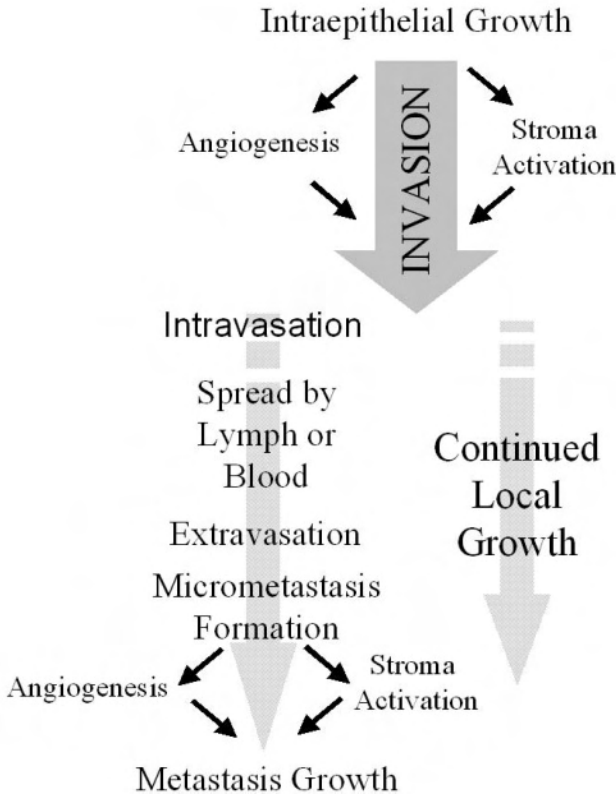 Intraepithelial Growth
Angiogenesis
INVASION
Stroma
Activation
Intravasation
Spread by
Lymph or
Blood
Continued
Local
Growth
Extravasation
Micrometastasis
Formation
Angiogenesis
Stroma
Activation
Metastasis Growth